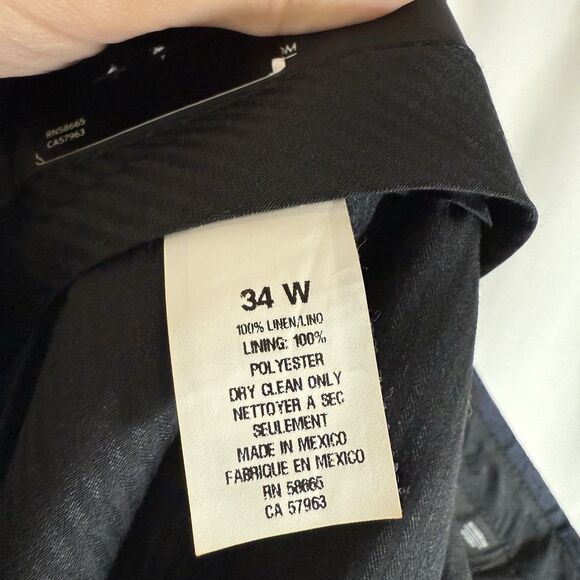 RN58665
CA57963
34 W
100% LINEN/LINO
LINING: 100%
POLYESTER
DRY CLEAN ONLY
NETTOYER A SEC
SEULEMENT
MADE IN MEXICO
FABRIQUE EN MEXICO
RN 58665
CA 57963